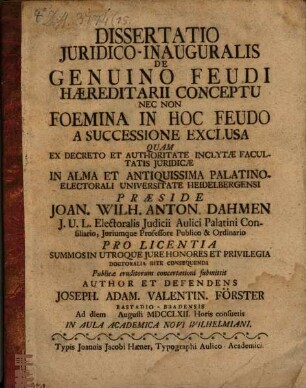 DISSERTATIO
JURIDICO-INAUGURALIS
DE
GENUINO FEUDI
HÆREDITARII CONCEPTU
NEC NON
FOEMINA IN HOC FEUDO
A SUCCESSIONE EXCLUSA
QUAM
EX DECRETO ET AUTHORITATE INCLYTÆ FACUL-
TATIS JURIDICÆ
IN ALMA ET ANTIQUISSIMA PALATINO-
ELECTORALI UNIVERSITATE HEIDELBERGENSI
PRÆSIDE
JOAN. WILH. ANTON. DAHMEN
J. U. L. Electoralis Judicii Aulici Palatini Con-
siliario, Juriumque Professore Publico & Ordinario
PRO LICENTIA
SUMMOS IN UTROQUE JURE HONORES ET PRIVILEGIA
DOCTORALIA RITE CONSEQUENDI
Publicæ eruditorum concertationi submittit
AUTHOR ET DEFENDENS
JOSEPH. ADAM. VALENTIN. FÖRSTER
RASTADIO-BADENSIS
Ad diem Augusti MDCCLXII. Horis consuetis
IN AULA ACADEMICA NOVI WILHELMIANI.
Typis Joannis Jacobi Hæner, Typographi Aulico-Academici.